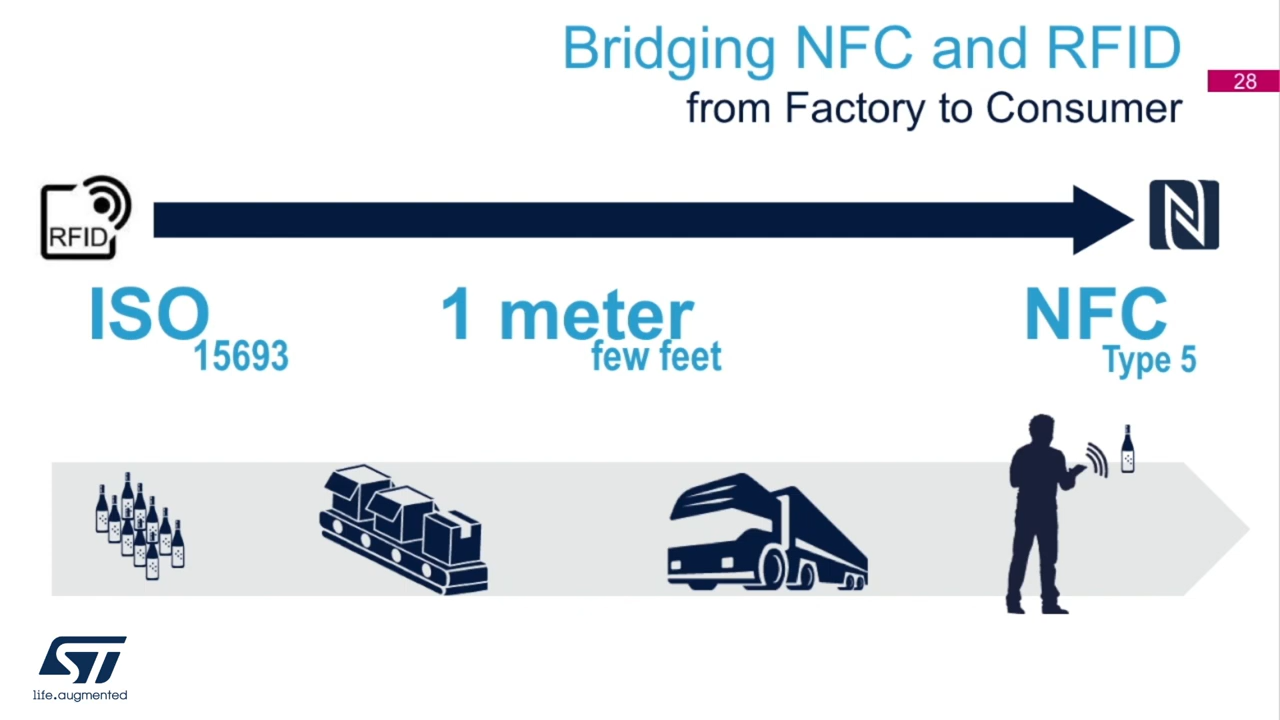 Bridging NFC and RFID
from Factory to Consumer
28
RFID
ISO
15693
1 meter
few feet
NFC
Type 5
ST
life.augmented